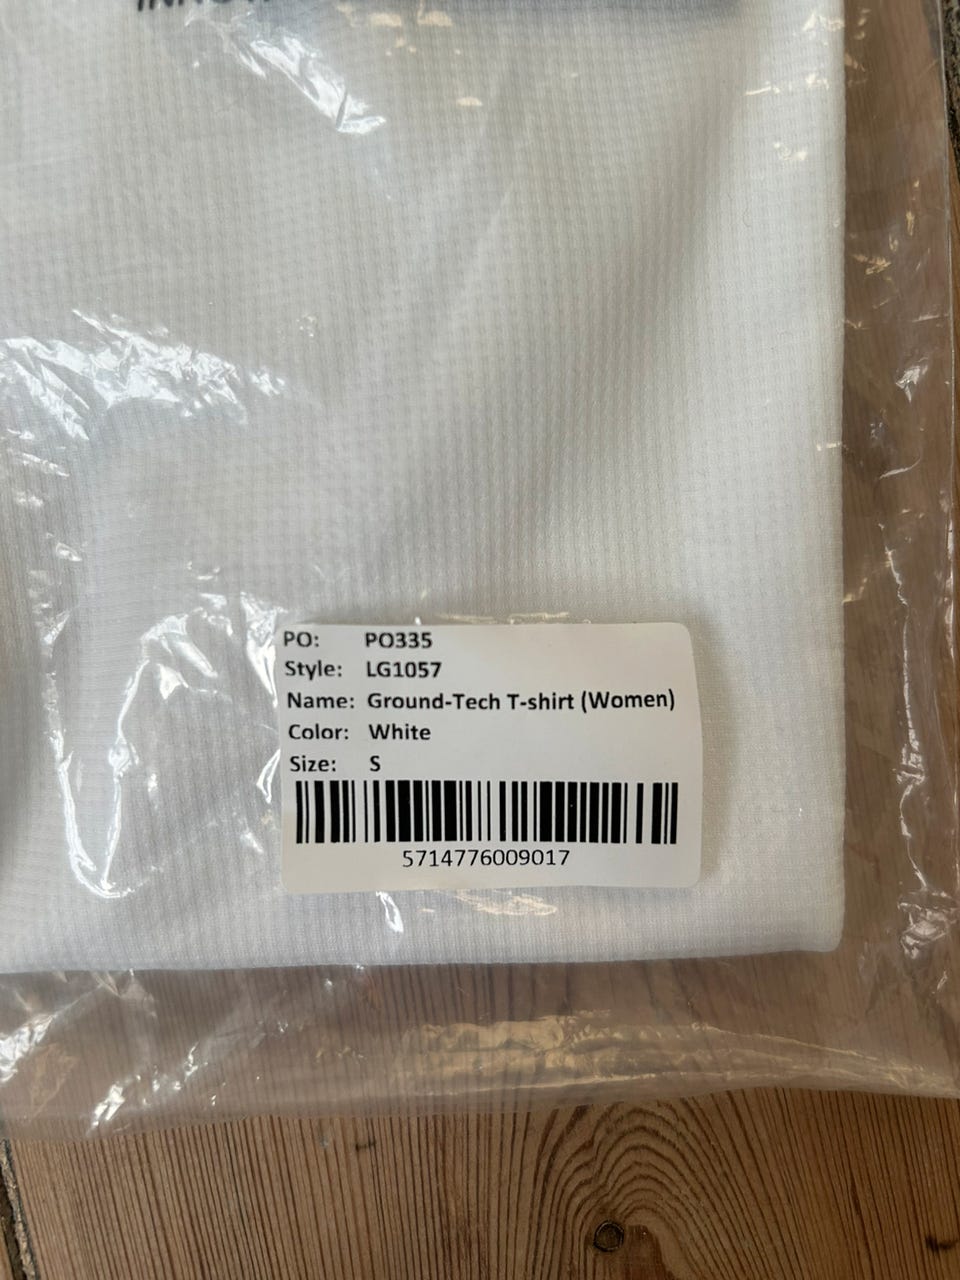 PO: PO335
Style: LG1057
Name: Ground-Tech T-shirt (Women)
Color: White
Size: S
5714776009017